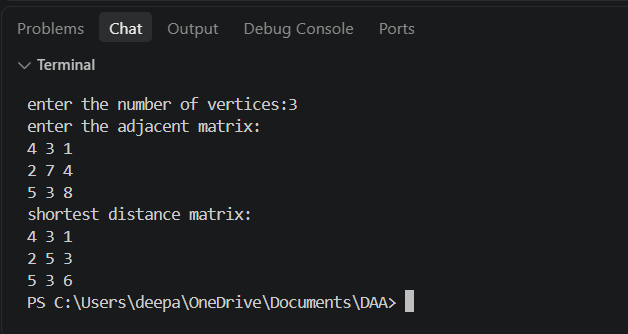 Problems Chat Output Debug Console Ports
Terminal
enter the number of vertices:3
enter the adjacent matrix:
4 3 1
2 7 4
5 3 8
shortest distance matrix:
4 3 1
2 5 3
5 3 6
PS C:\Users\deepa\OneDrive\Documents\DAA>